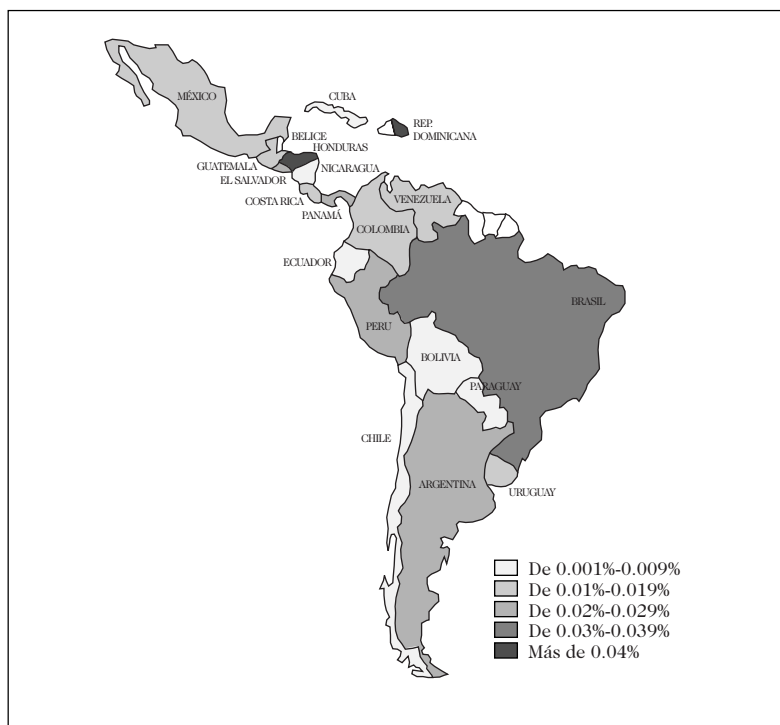 MÉXICO
CUBA
REP.
DOMINICANA
BELICE
HONDURAS
GUATEMALA
NICARAGUA
EL SALVADOR
COSTA RICA
PANAMÁ
VENEZUELA
COLOMBIA
ECUADOR
BRASIL
PERU
BOLIVIA
PARAGUAY
CHILE
ARGENTINA
URUGUAY
De 0.001%-0.009%
De 0.01%-0.019%
De 0.02%-0.029%
De 0.03%-0.039%
Más de 0.04%